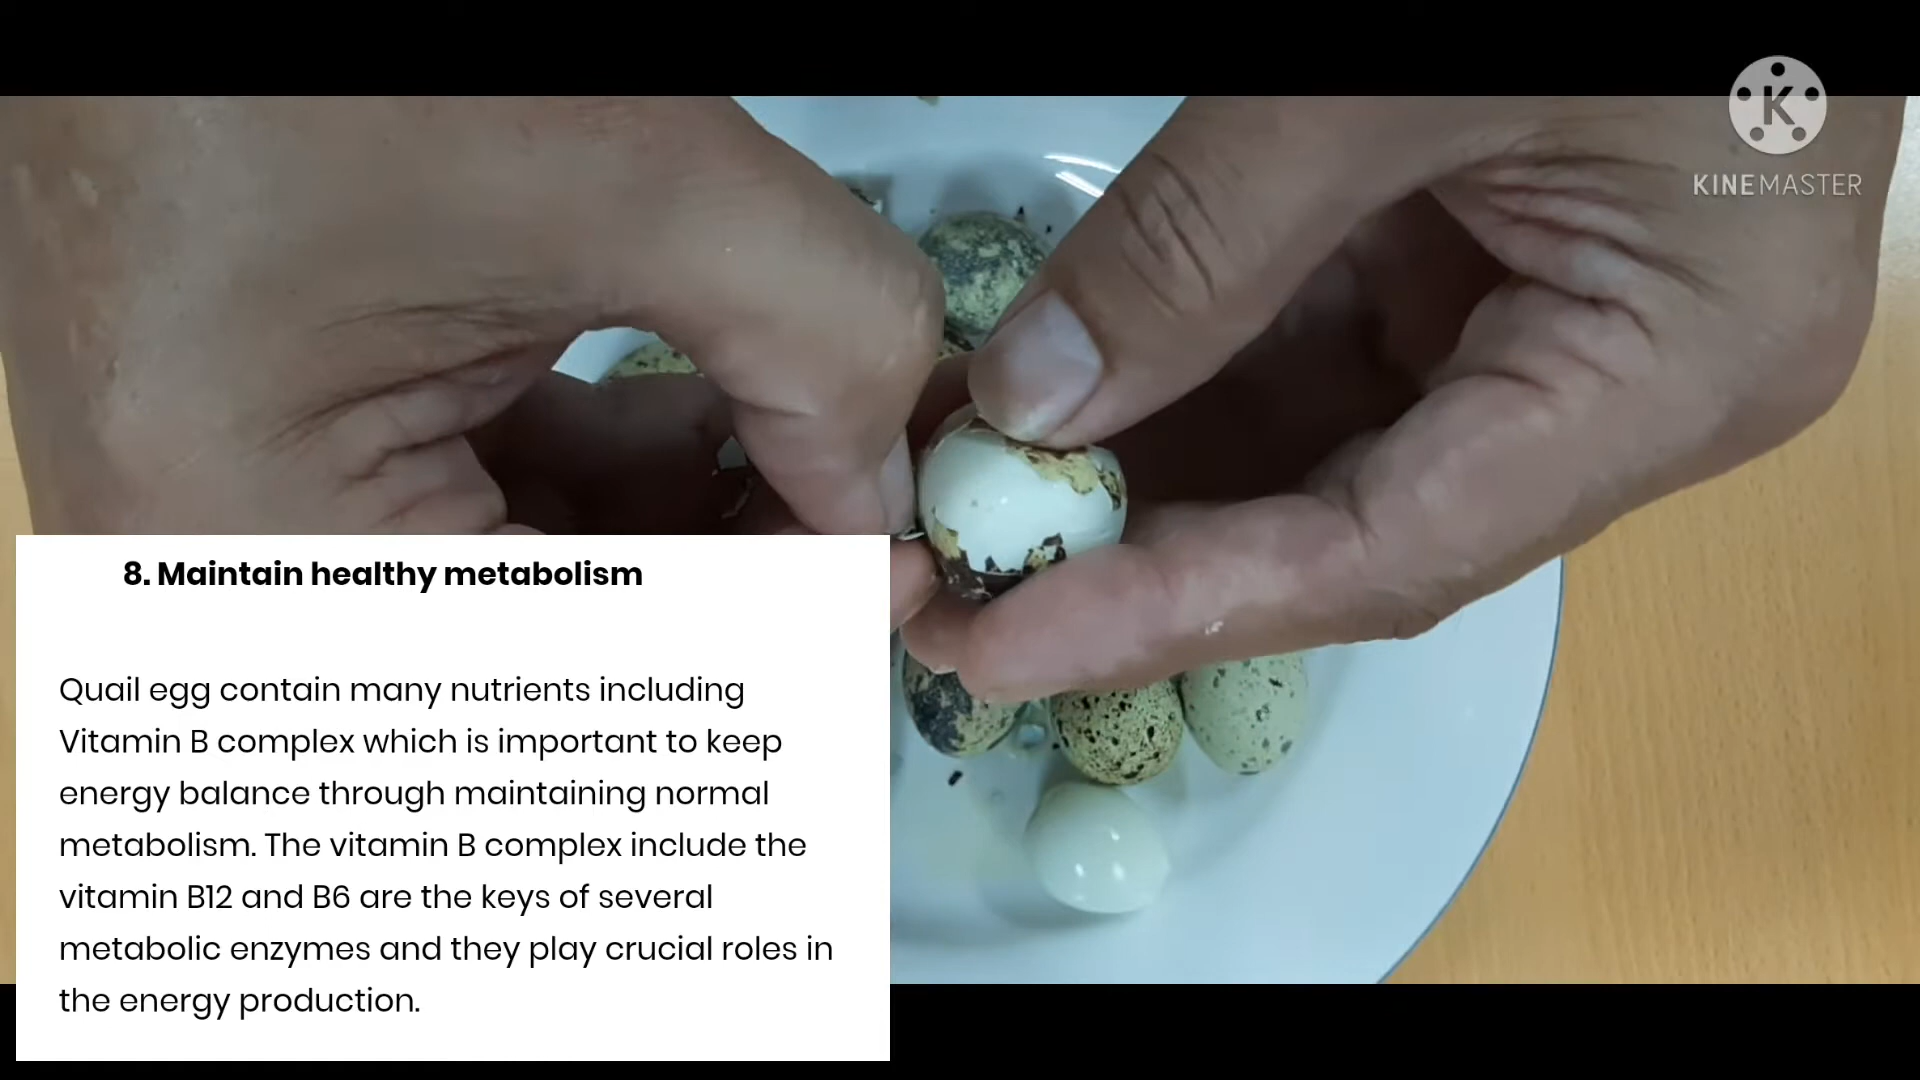 K
KINEMASTER
8. Maintain healthy metabolism
Quail egg contain many nutrients including
Vitamin B complex which is important to keep
energy balance through maintaining normal
metabolism. The vitamin B complex include the
vitamin B12 and B6 are the keys of several
metabolic enzymes and they play crucial roles in
the energy production.